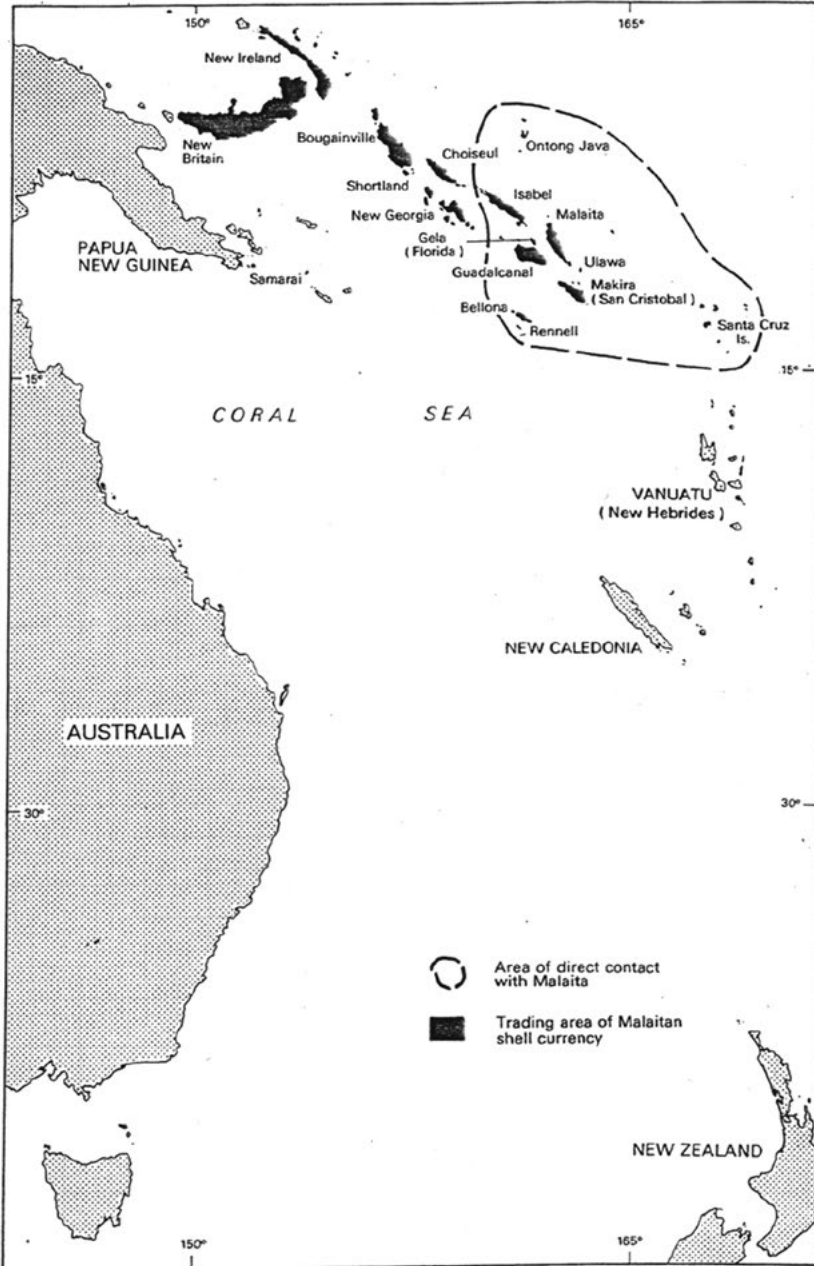 150°
165°
New Ireland
New
Britain
Bougainville
Choiseul
Ontong Java
Shortland
Isabel
New Georgia
Malaita
Gela
(Florida)
PAPUA
NEW GUINEA
Samarai
Guadalcanal
Ulawa
Makira
(San Cristobal)
Bellona
Rennell
Santa Cruz
Is.
15°
15°
CORAL SEA
VANUATU
(New Hebrides)
NEW CALEDONIA
AUSTRALIA
30°
30°
Area of direct contact
with Malaita
Trading area of Malaitan
shell currency
NEW ZEALAND
150°
165°